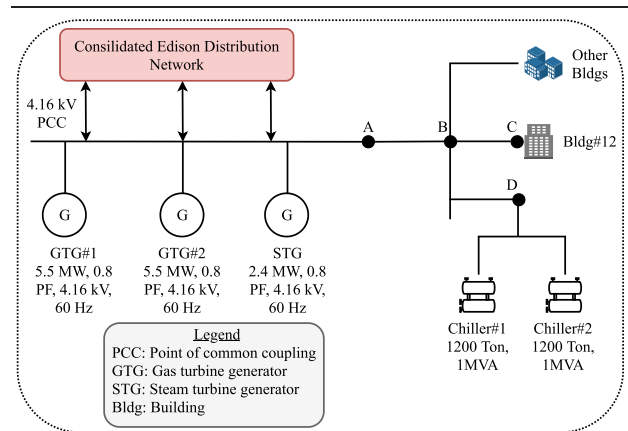 Consilidated Edison Distribution
Network
Other
Bldgs
4.16 kV
PCC
A
B
C
Bldg#12
D
G
G
G
GTG#1
5.5 MW, 0.8
PF, 4.16 kV,
60 Hz
GTG#2
5.5 MW, 0.8
PF, 4.16 kV,
60 Hz
STG
2.4 MW, 0.8
PF, 4.16 kV,
60 Hz
Chiller#1
1200 Ton,
1MVA
Chiller#2
1200 Ton,
1MVA
Legend
PCC: Point of common coupling
GTG: Gas turbine generator
STG: Steam turbine generator
Bldg: Building